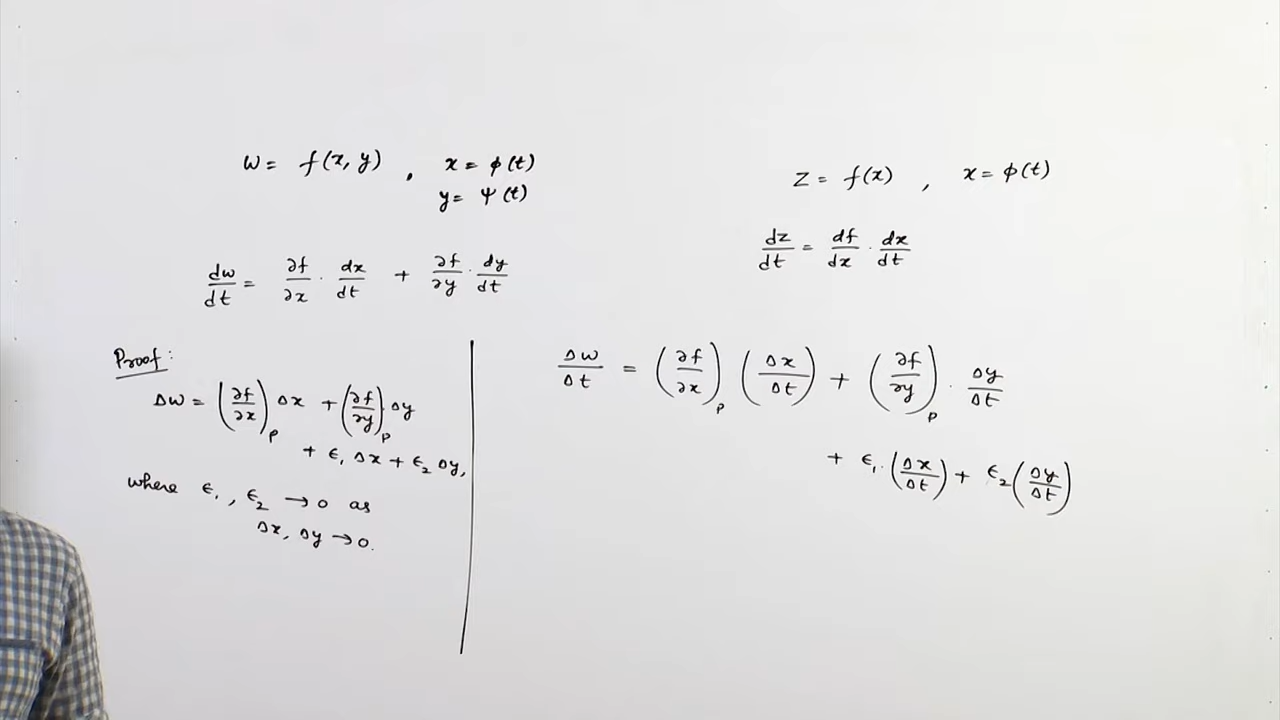 w = f(x, y) , x = φ(t)
y = ψ(t)
dw/dt = ∂f/∂x · dx/dt + ∂f/∂y · dy/dt
z = f(x) , x = φ(t)
dz/dt = df/dx · dx/dt
Proof:
Δw = (∂f/∂x)_P Δx + (∂f/∂y)_P Δy
+ ϵ₁ Δx + ϵ₂ Δy,
where ϵ₁, ϵ₂ → 0 as
Δx, Δy → 0.
Δw/Δt = (∂f/∂x)_P (Δx/Δt) + (∂f/∂y)_P · Δy/Δt
+ ϵ₁ · (Δx/Δt) + ϵ₂ (Δy/Δt)